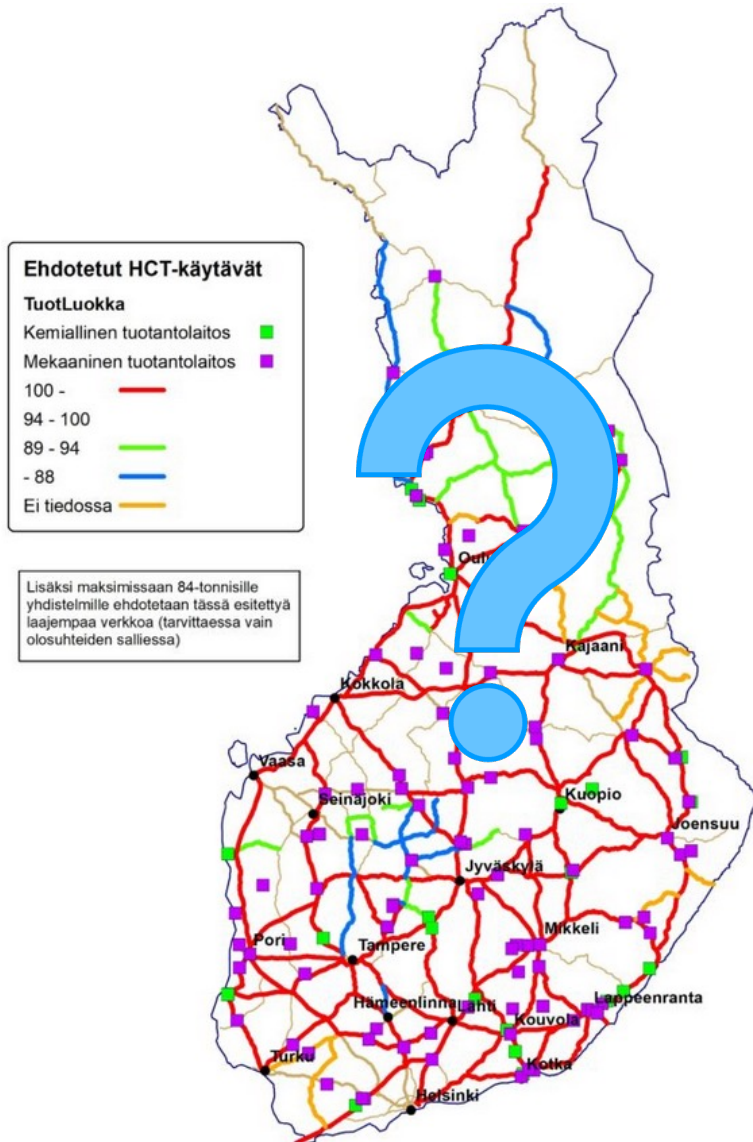 Ehdotetut HCT-käytävät
TuotLuokka
Kemiallinen tuotantolaitos
Mekaaninen tuotantolaitos
100 -
94 - 100
89 - 94
- 88
Ei tiedossa
Lisäksi maksimissaan 84-tonnisille
yhdistelmille ehdotetaan tässä esitettyä
laajempaa verkkoa (tarvittaessa vain
olosuhteiden salliessa)
?
Kajaani
Kokkola
Vaasa
Seinäjoki
Kuopio
Joensuu
Jyväskylä
Mikkeli
Pori
Tampere
Hämeenlinna
Lahti
Lappeenranta
Kouvola
Turku
Kotka
Helsinki